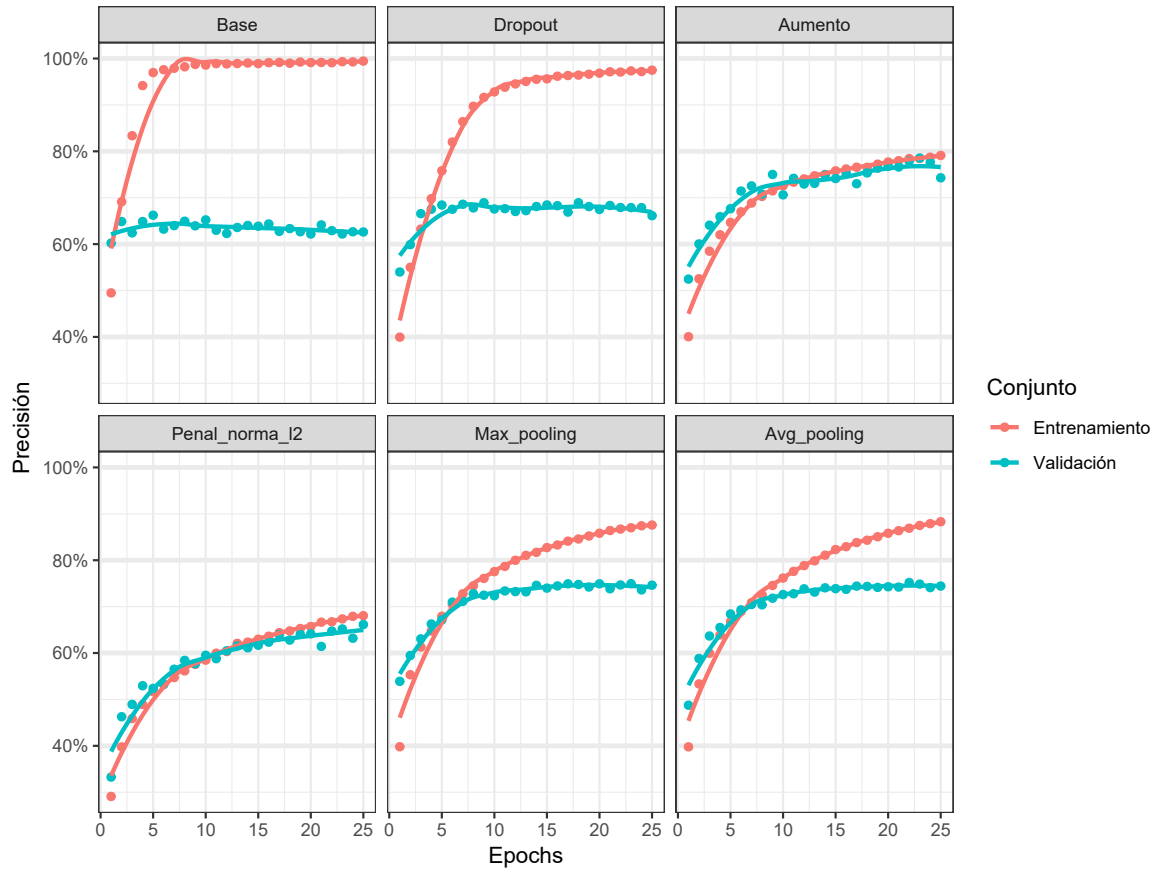 Base
Dropout
Aumento
100%
80%
60%
40%
Penal_norma_l2
Max_pooling
Avg_pooling
100%
80%
60%
40%
0 5 10 15 20 25
0 5 10 15 20 25
0 5 10 15 20 25
Epochs
Precisión
Conjunto
Entrenamiento
Validación